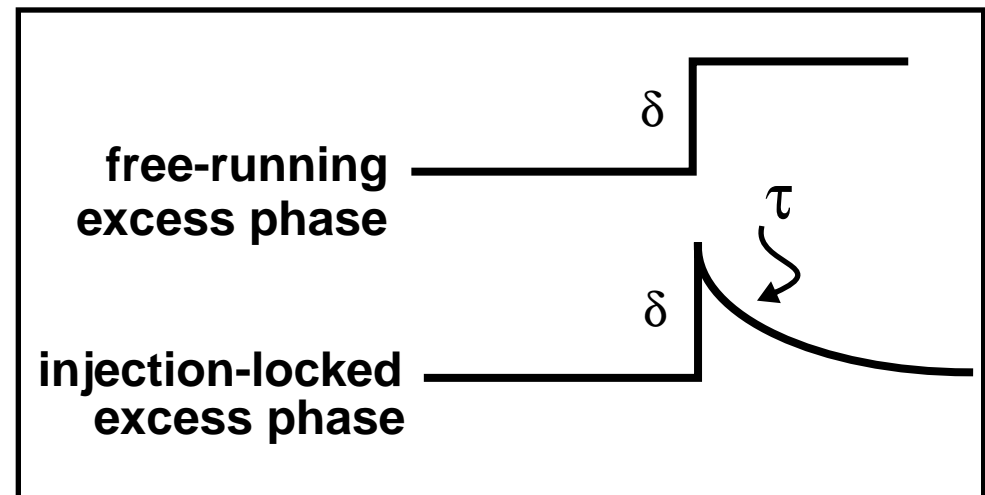 δ
free-running
excess phase
τ
δ
injection-locked
excess phase